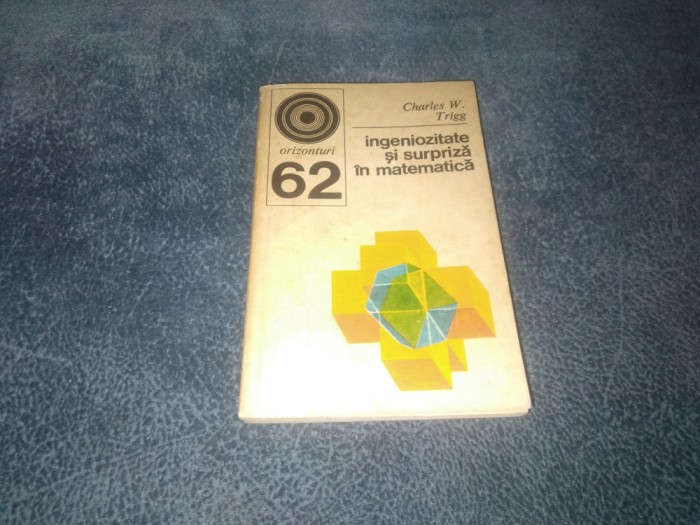 orizonturi
62
Charles W.
Trigg
ingeniozitate
și surpriză
în matematică